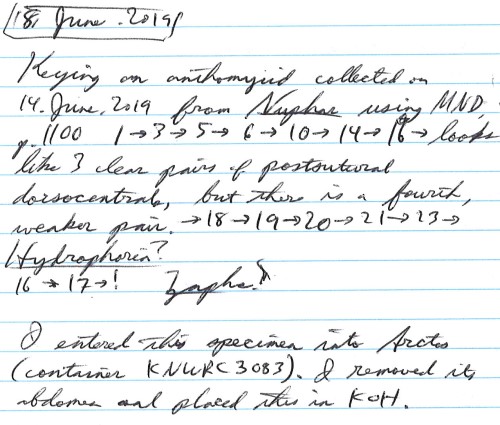 18. June. 2019
Keying an anthomyiid collected on
14. June, 2019 from Nuphar using MND,
p. 1100 1 → 3 → 5 → 6 → 10 → 14 → 16 → looks
like 3 clear pairs of postsutural
dorsocentrals, but there is a fourth,
weaker pair. → 18 → 19 → 20 → 21 → 23 →
Hydrophoria?
16 → 17 → ! Zaphne?
I entered this specimen into Arctos
(container KNWRC 3083). I removed its
abdomen and placed this in KOH.